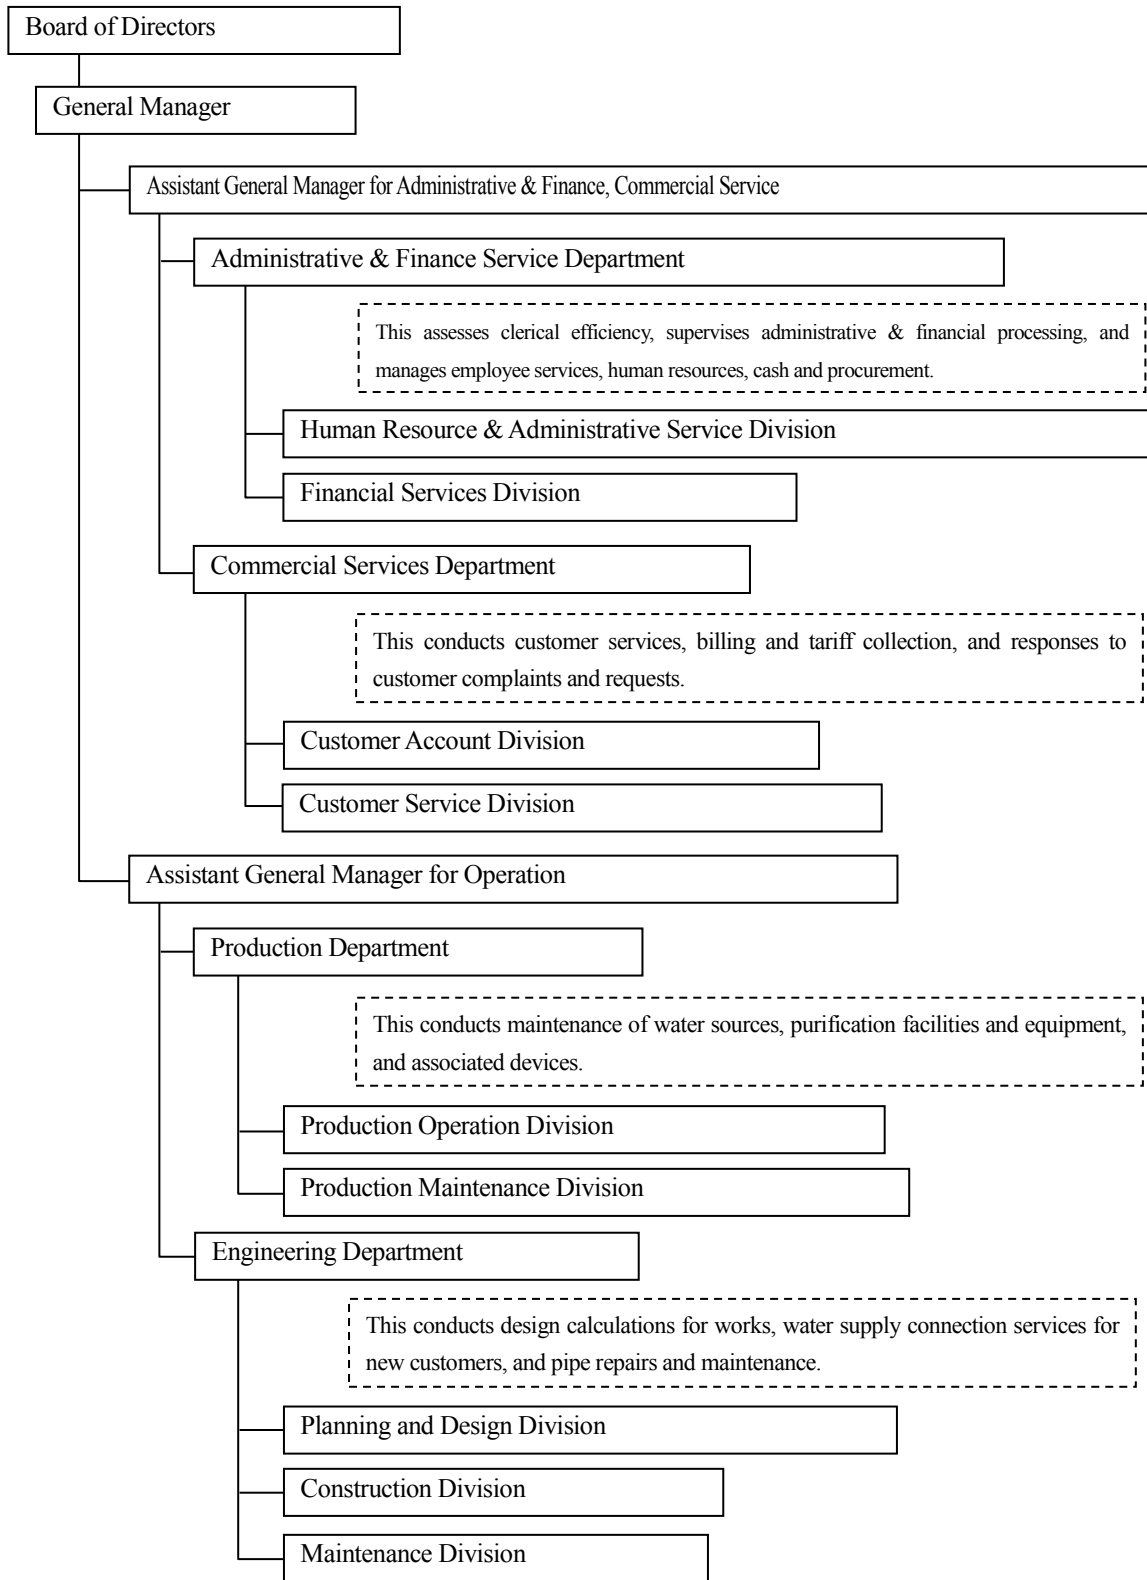 Board of Directors
General Manager
Assistant General Manager for Administrative & Finance, Commercial Service
Administrative & Finance Service Department
This assesses clerical efficiency, supervises administrative & financial processing, and
manages employee services, human resources, cash and procurement.
Human Resource & Administrative Service Division
Financial Services Division
Commercial Services Department
This conducts customer services, billing and tariff collection, and responses to
customer complaints and requests.
Customer Account Division
Customer Service Division
Assistant General Manager for Operation
Production Department
This conducts maintenance of water sources, purification facilities and equipment,
and associated devices.
Production Operation Division
Production Maintenance Division
Engineering Department
This conducts design calculations for works, water supply connection services for
new customers, and pipe repairs and maintenance.
Planning and Design Division
Construction Division
Maintenance Division